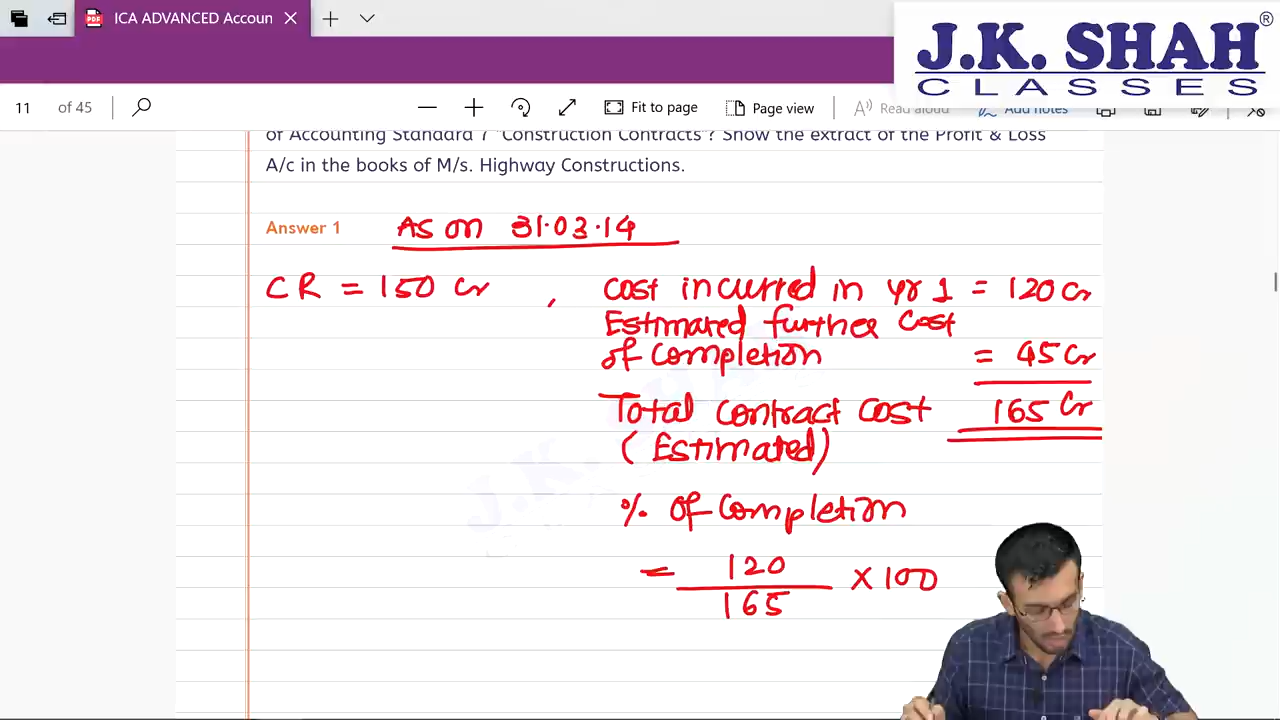 ICA ADVANCED Accoun
J.K. SHAH®
CLASSES
11 of 45
Fit to page
Page view
Read aloud
Add notes
of Accounting Standard 7 "Construction Contracts"? Show the extract of the Profit & Loss
A/c in the books of M/s. Highway Constructions.
Answer 1 As on 31.03.14
CR = 150 Cr , Cost incurred in yr 1 = 120 Cr
Estimated further cost
of completion = 45 Cr
Total contract cost 165 Cr
(Estimated)
% of completion
= 120
165 × 100
J.K. SHAH